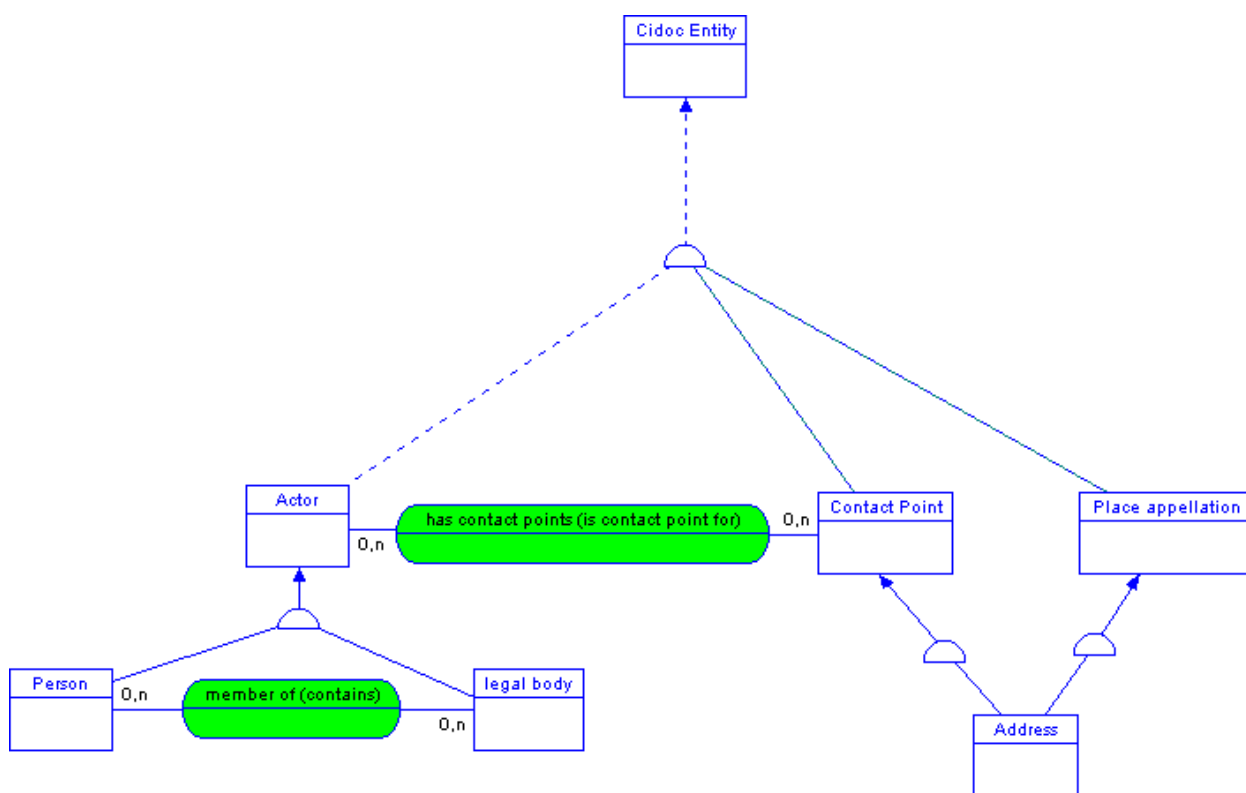 Cidoc Entity
Actor
has contact points (is contact point for)
0,n
0,n
Contact Point
Place appellation
Person
0,n
member of (contains)
0,n
legal body
Address